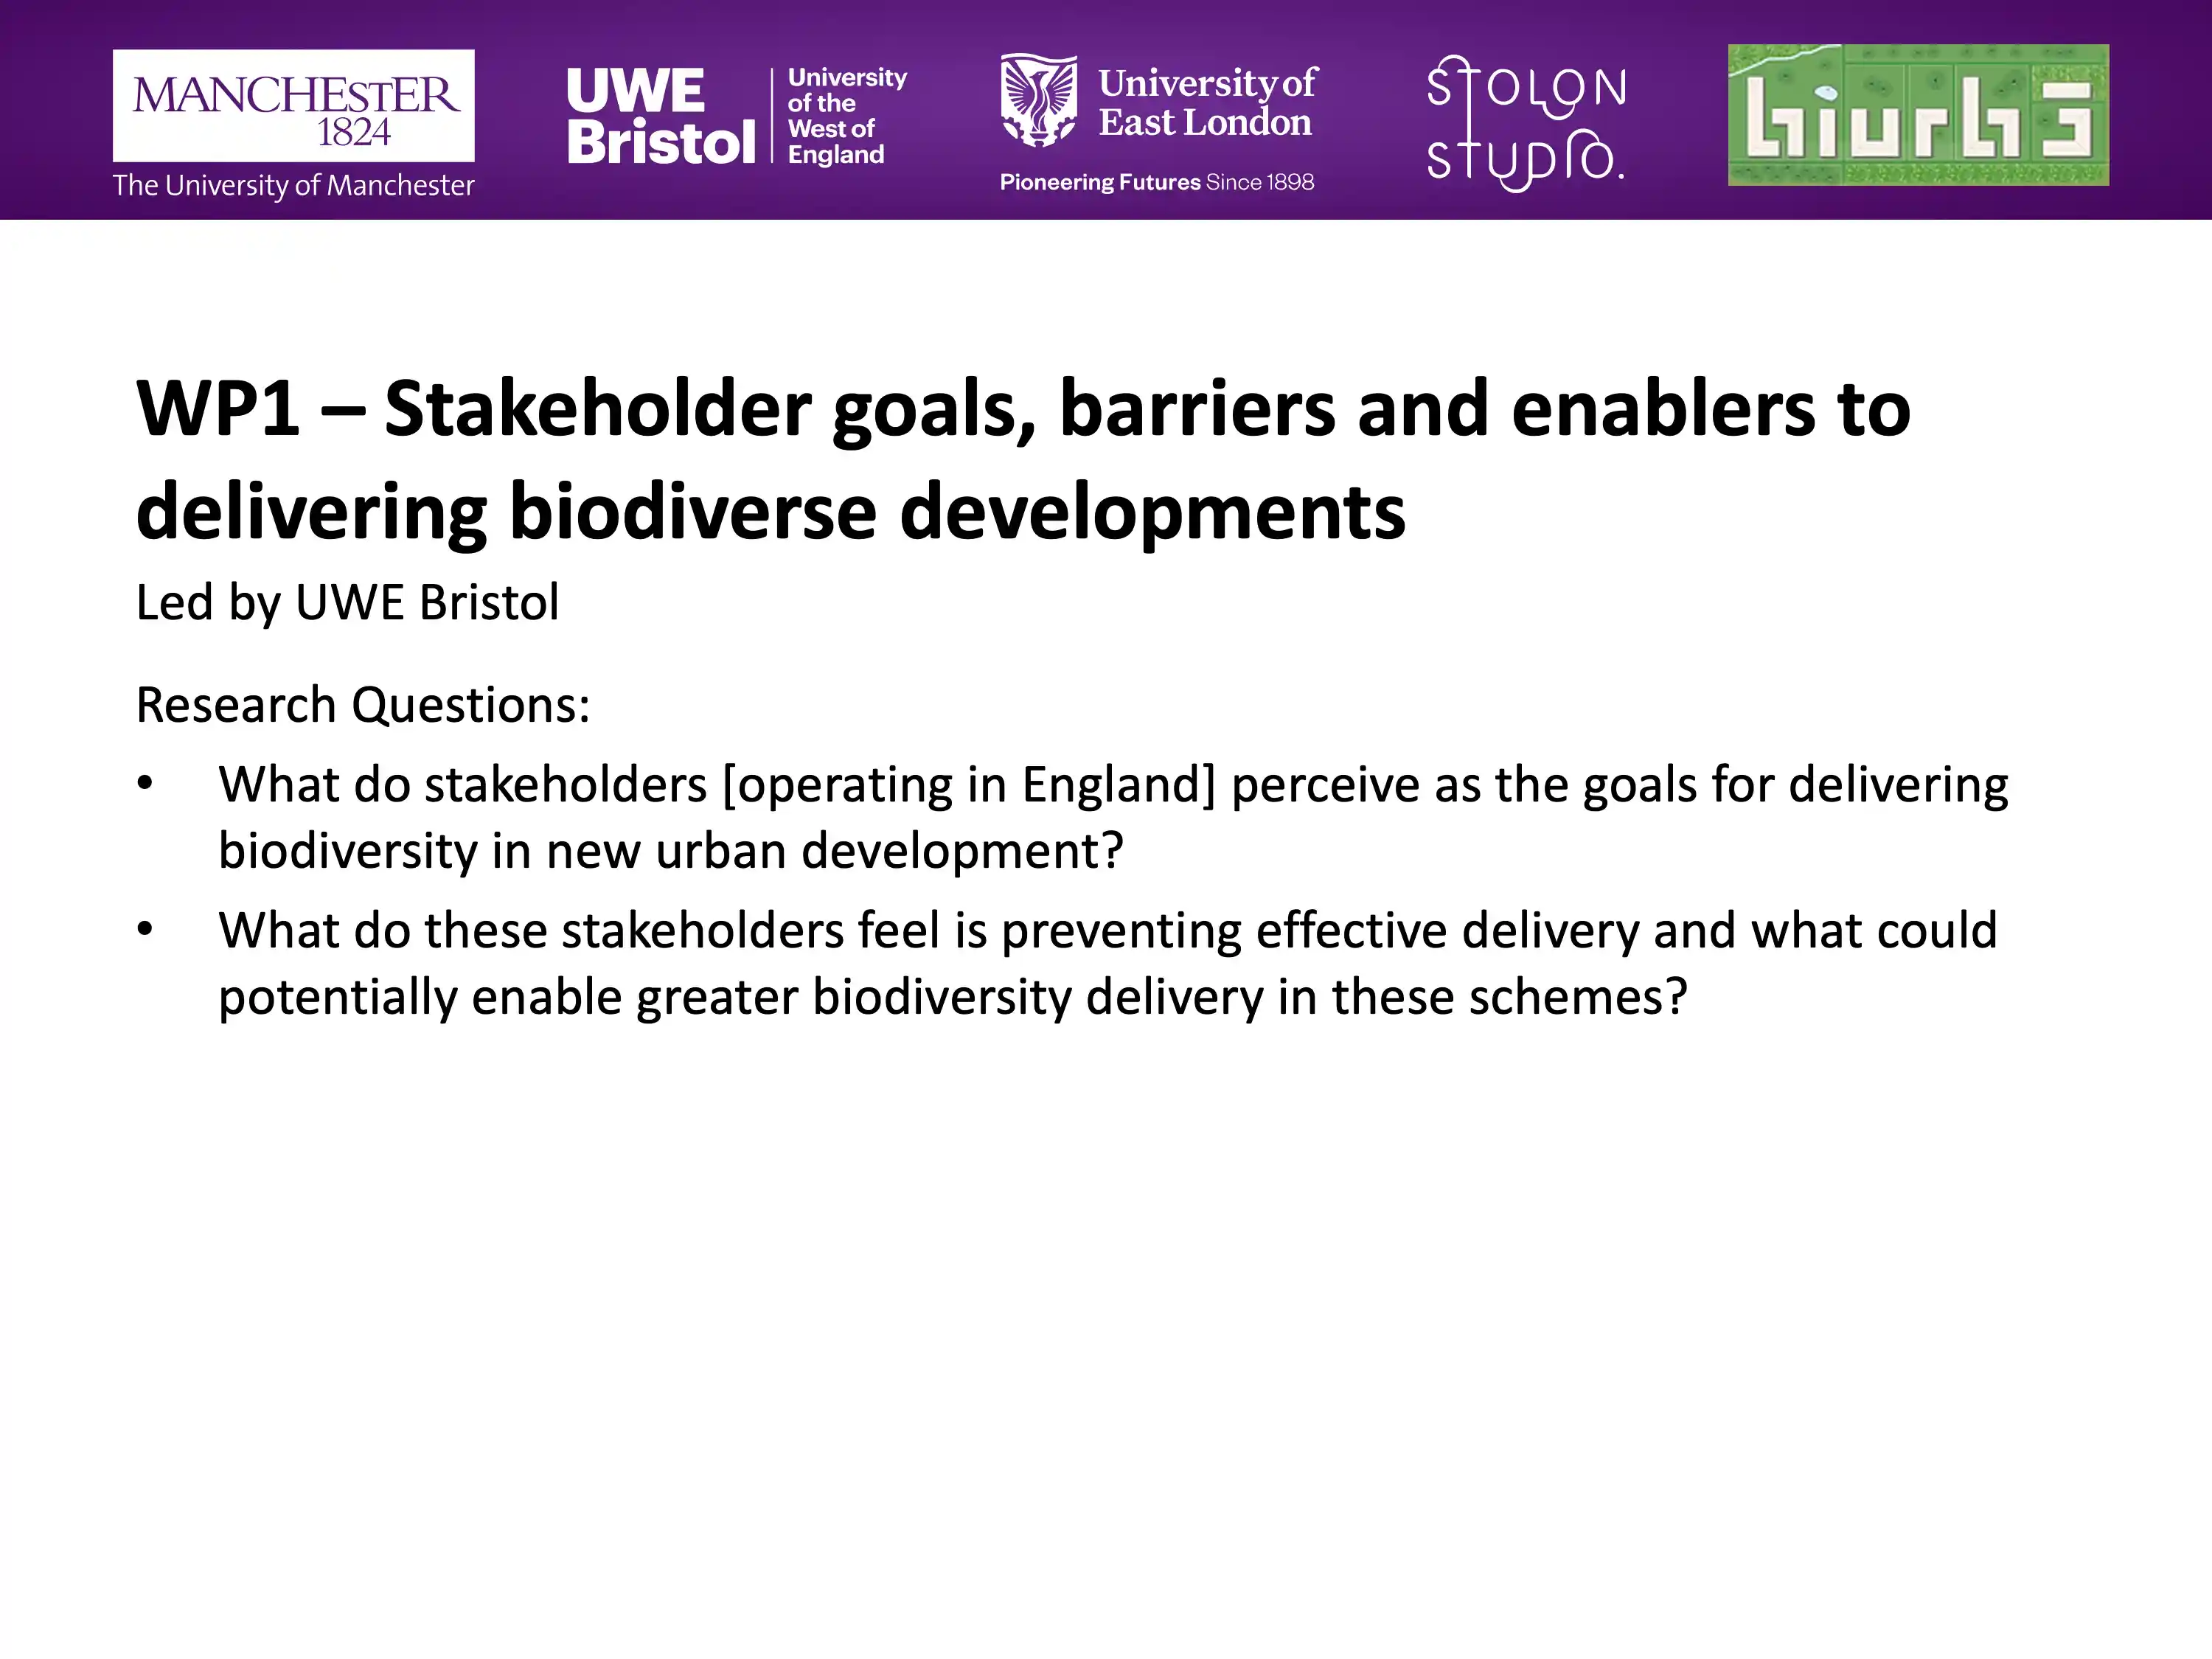 MANCHESTER
1824
The University of Manchester
UWE
Bristol
University
of the
West of
England
University of
East London
Pioneering Futures Since 1898
STOLON
STUDIO.
WP1 – Stakeholder goals, barriers and enablers to
delivering biodiverse developments
Led by UWE Bristol
Research Questions:
• What do stakeholders [operating in England] perceive as the goals for delivering
biodiversity in new urban development?
• What do these stakeholders feel is preventing effective delivery and what could
potentially enable greater biodiversity delivery in these schemes?